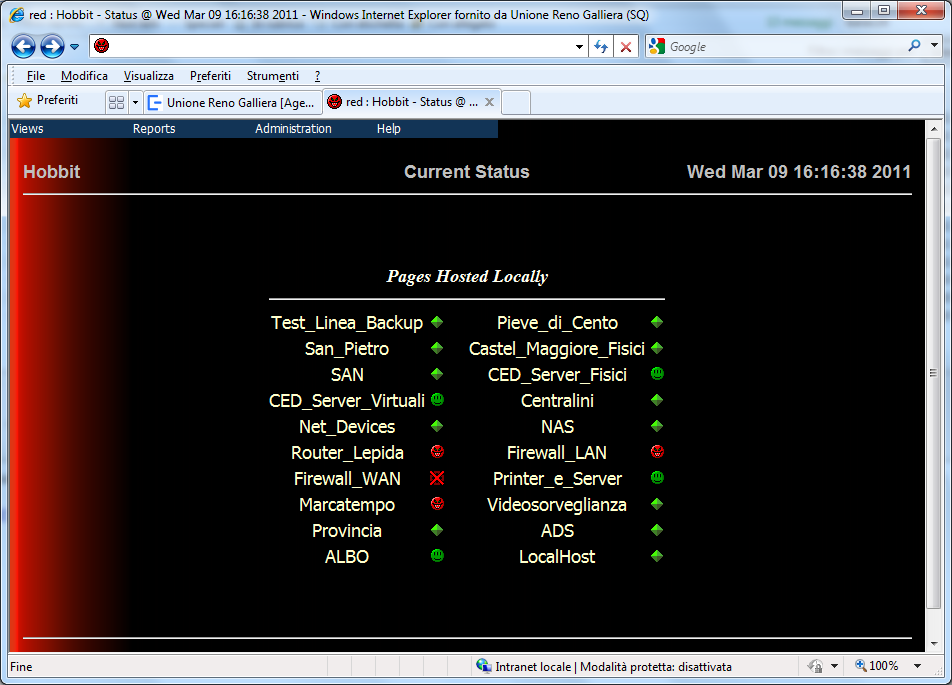 red : Hobbit - Status @ Wed Mar 09 16:16:38 2011 - Windows Internet Explorer fornito da Unione Reno Galliera (SQ)
Google
File Modifica Visualizza Preferiti Strumenti ?
Preferiti Unione Reno Galliera [Age... red : Hobbit - Status @ ...
Views Reports Administration Help
Hobbit Current Status Wed Mar 09 16:16:38 2011
Pages Hosted Locally
Test_Linea_Backup Pieve_di_Cento
San_Pietro Castel_Maggiore_Fisici
SAN CED_Server_Fisici
CED_Server_Virtuali Centralini
Net_Devices NAS
Router_Lepida Firewall_LAN
Firewall_WAN Printer_e_Server
Marcatempo Videosorveglianza
Provincia ADS
ALBO LocalHost
Fine Intranet locale | Modalità protetta: disattivata 100%